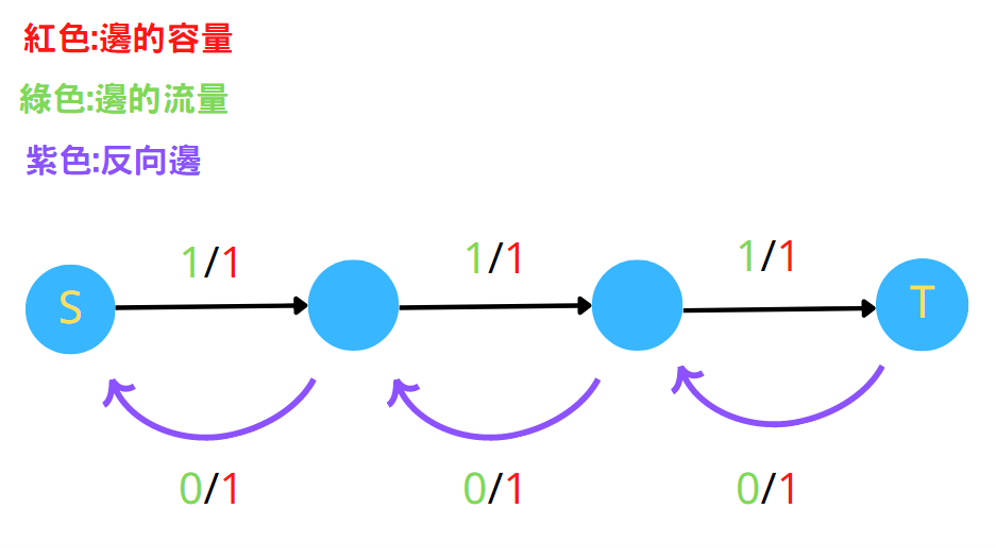 紅色:邊的容量
綠色:邊的流量
紫色:反向邊
1/1 1/1 1/1
S T
0/1 0/1 0/1